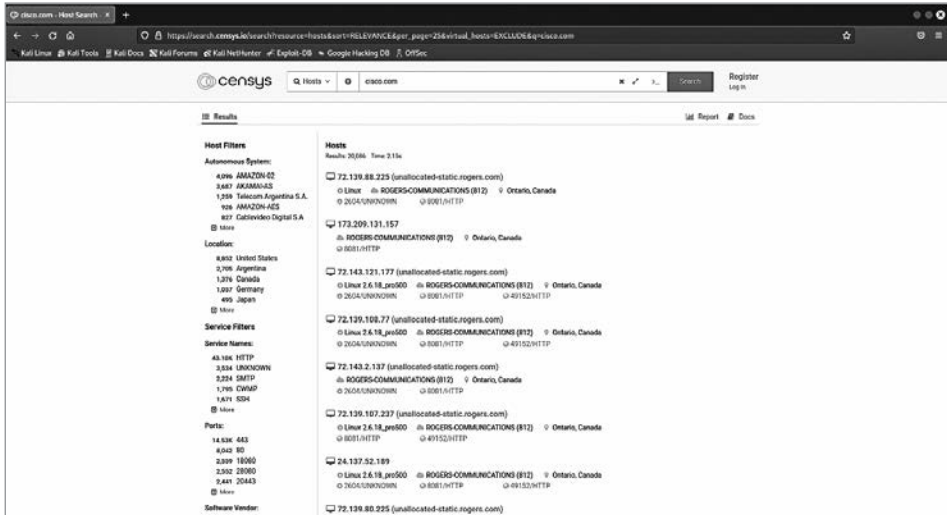 cisco.com - Host Search - × +
https://search.censys.io/search?resource=hosts&sort=RELEVANCE&per_page=25&virtual_hosts=EXCLUDE&q=cisco.com
Kali Linux Kali Tools Kali Docs Kali Forums Kali NetHunter Exploit-DB Google Hacking DB OffSec
censys Hosts cisco.com Search Register
Log in
Results Report Docs
Host Filters
Autonomous System:
4,096 AMAZON-02
3,687 AKAMAI-AS
1,259 Telecom Argentina S.A.
926 AMAZON-AES
827 Cablevideo Digital S.A
More
Location:
8,852 United States
2,705 Argentina
1,376 Canada
1,037 Germany
495 Japan
More
Service Filters
Service Names:
43.10K HTTP
3,534 UNKNOWN
2,224 SMTP
1,795 CWMP
1,671 SSH
More
Ports:
14.53K 443
8,042 80
2,559 18080
2,552 28080
2,441 20443
More
Software Vendor:
Hosts
Results: 20,086 Time: 2.15s
72.139.88.225 (unallocated-static.rogers.com)
Linux ROGERS-COMMUNICATIONS (812) Ontario, Canada
2604/UNKNOWN 8081/HTTP
173.209.131.157
ROGERS-COMMUNICATIONS (812) Ontario, Canada
8081/HTTP
72.143.121.177 (unallocated-static.rogers.com)
Linux 2.6.18_pro500 ROGERS-COMMUNICATIONS (812) Ontario, Canada
2604/UNKNOWN 8081/HTTP 49152/HTTP
72.139.108.77 (unallocated-static.rogers.com)
Linux 2.6.18_pro500 ROGERS-COMMUNICATIONS (812) Ontario, Canada
2604/UNKNOWN 8081/HTTP 49152/HTTP
72.143.2.137 (unallocated-static.rogers.com)
ROGERS-COMMUNICATIONS (812) Ontario, Canada
2604/UNKNOWN 8081/HTTP
72.139.107.237 (unallocated-static.rogers.com)
Linux 2.6.18_pro500 ROGERS-COMMUNICATIONS (812) Ontario, Canada
8081/HTTP 49152/HTTP
24.137.52.189
Linux 2.6.18_pro500 ROGERS-COMMUNICATIONS (812) Ontario, Canada
2604/UNKNOWN 8081/HTTP 49152/HTTP
72.139.80.225 (unallocated-static.rogers.com)